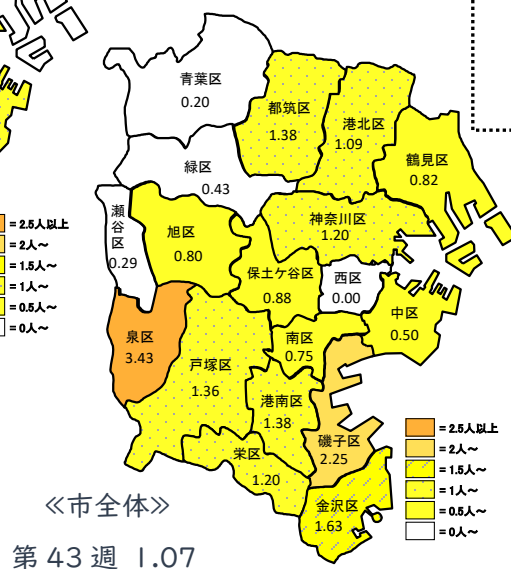 青葉区
0.20
都筑区
1.38
港北区
1.09
鶴見区
0.82
緑区
0.43
瀬谷区
0.29
旭区
0.80
神奈川区
1.20
保土ケ谷区
0.88
西区
0.00
中区
0.50
泉区
3.43
戸塚区
1.36
南区
0.75
港南区
1.38
磯子区
2.25
栄区
1.20
金沢区
1.63
= 2.5人以上
= 2人～
= 1.5人～
= 1人～
= 0.5人～
= 0人～
= 2.5人以上
= 2人～
= 1.5人～
= 1人～
= 0.5人～
= 0人～
≪市全体≫
第 43 週 1.07